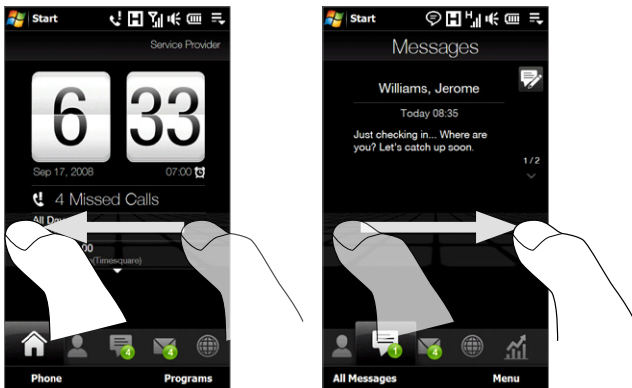 Start
Service Provider
6 33
Sep 17, 2008 07:00
4 Missed Calls
All Day
00
(Timesquare)
4 4
Phone Programs
Start
Messages
Williams, Jerome
Today 08:35
Just checking in... Where are
you? Let's catch up soon.
1/2
1 4
All Messages Menu